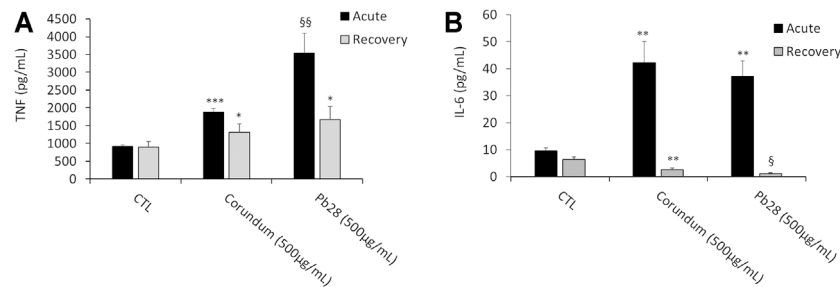 A
TNF
(pg/mL)
4500
4000
3500
3000
2500
2000
1500
1000
500
0
Acute
Recovery
***
*
§§
*
CTL
Corundum (500µg/mL)
Pb28 (500µg/mL)
B
IL-6 (pg/mL)
60
50
40
30
20
10
0
Acute
Recovery
**
**
**
§
CTL
Corundum (500µg/mL)
Pb28 (500µg/mL)